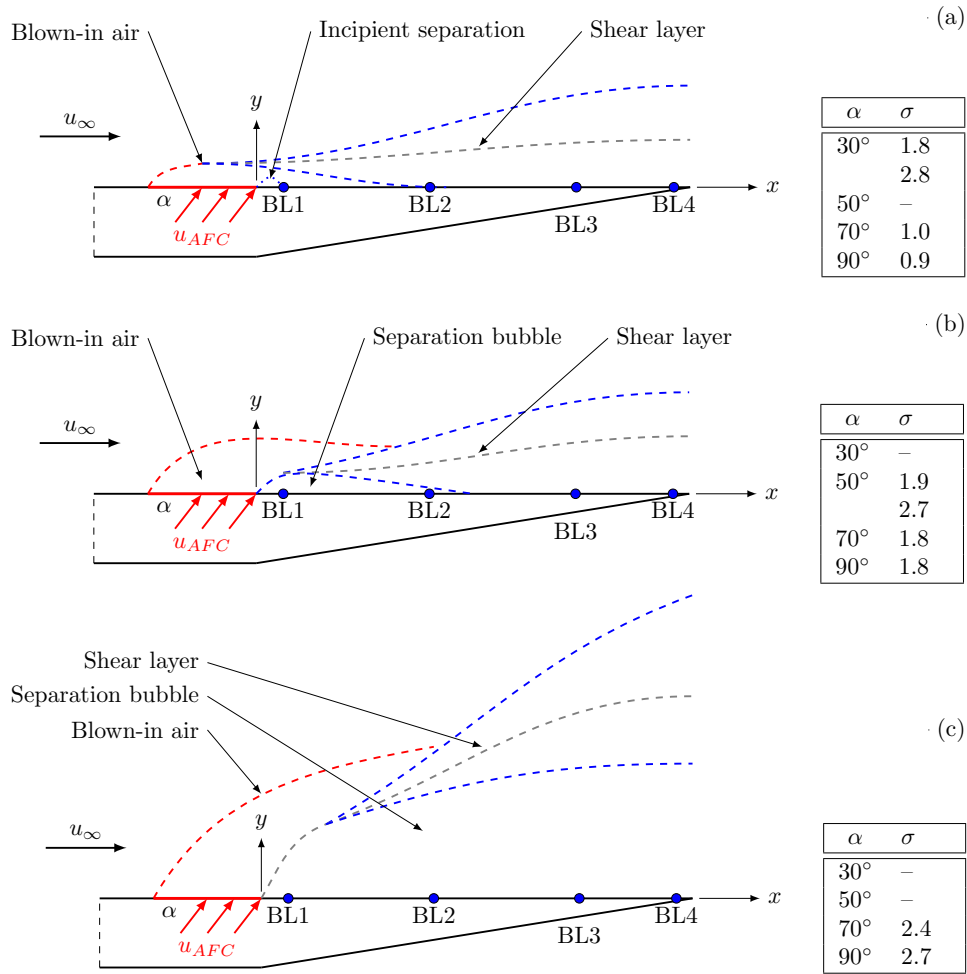 (a)
Blown-in air
Incipient separation
Shear layer
y
u∞
α
u_AFC
BL1
BL2
BL3
BL4
x
α σ
30° 1.8
2.8
50° –
70° 1.0
90° 0.9
(b)
Blown-in air
Separation bubble
Shear layer
y
u∞
α
u_AFC
BL1
BL2
BL3
BL4
x
α σ
30° –
50° 1.9
2.7
70° 1.8
90° 1.8
(c)
Shear layer
Separation bubble
Blown-in air
y
u∞
α
u_AFC
BL1
BL2
BL3
BL4
x
α σ
30° –
50° –
70° 2.4
90° 2.7